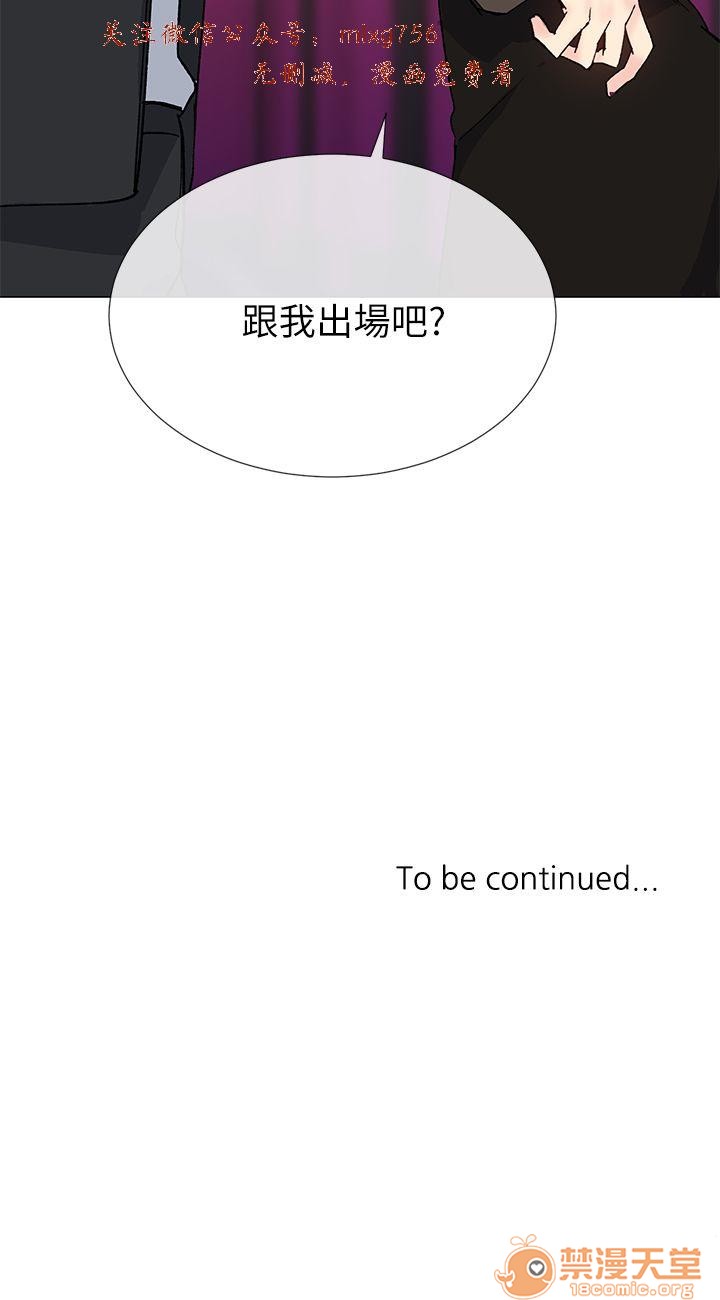 关注微信公众号：mixg756
无删减，漫画免费看
跟我出場吧?
To be continued...
禁漫天堂
18comic.org